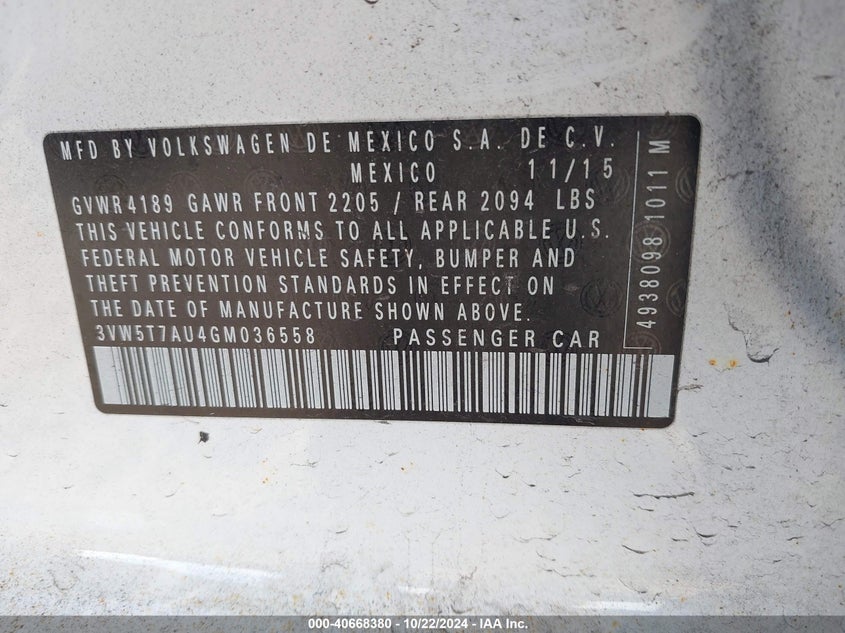 MFD BY VOLKSWAGEN DE MEXICO S.A. DE C.V.
MEXICO 11/15
GVWR 4189 GAWR FRONT 2205 / REAR 2094 LBS
THIS VEHICLE CONFORMS TO ALL APPLICABLE U.S.
FEDERAL MOTOR VEHICLE SAFETY, BUMPER AND
THEFT PREVENTION STANDARDS IN EFFECT ON
THE DATE OF MANUFACTURE SHOWN ABOVE.
3VW5T7AU4GM036558 PASSENGER CAR
4938098 1011 M
000-40668380 - 10/22/2024 - IAA Inc.